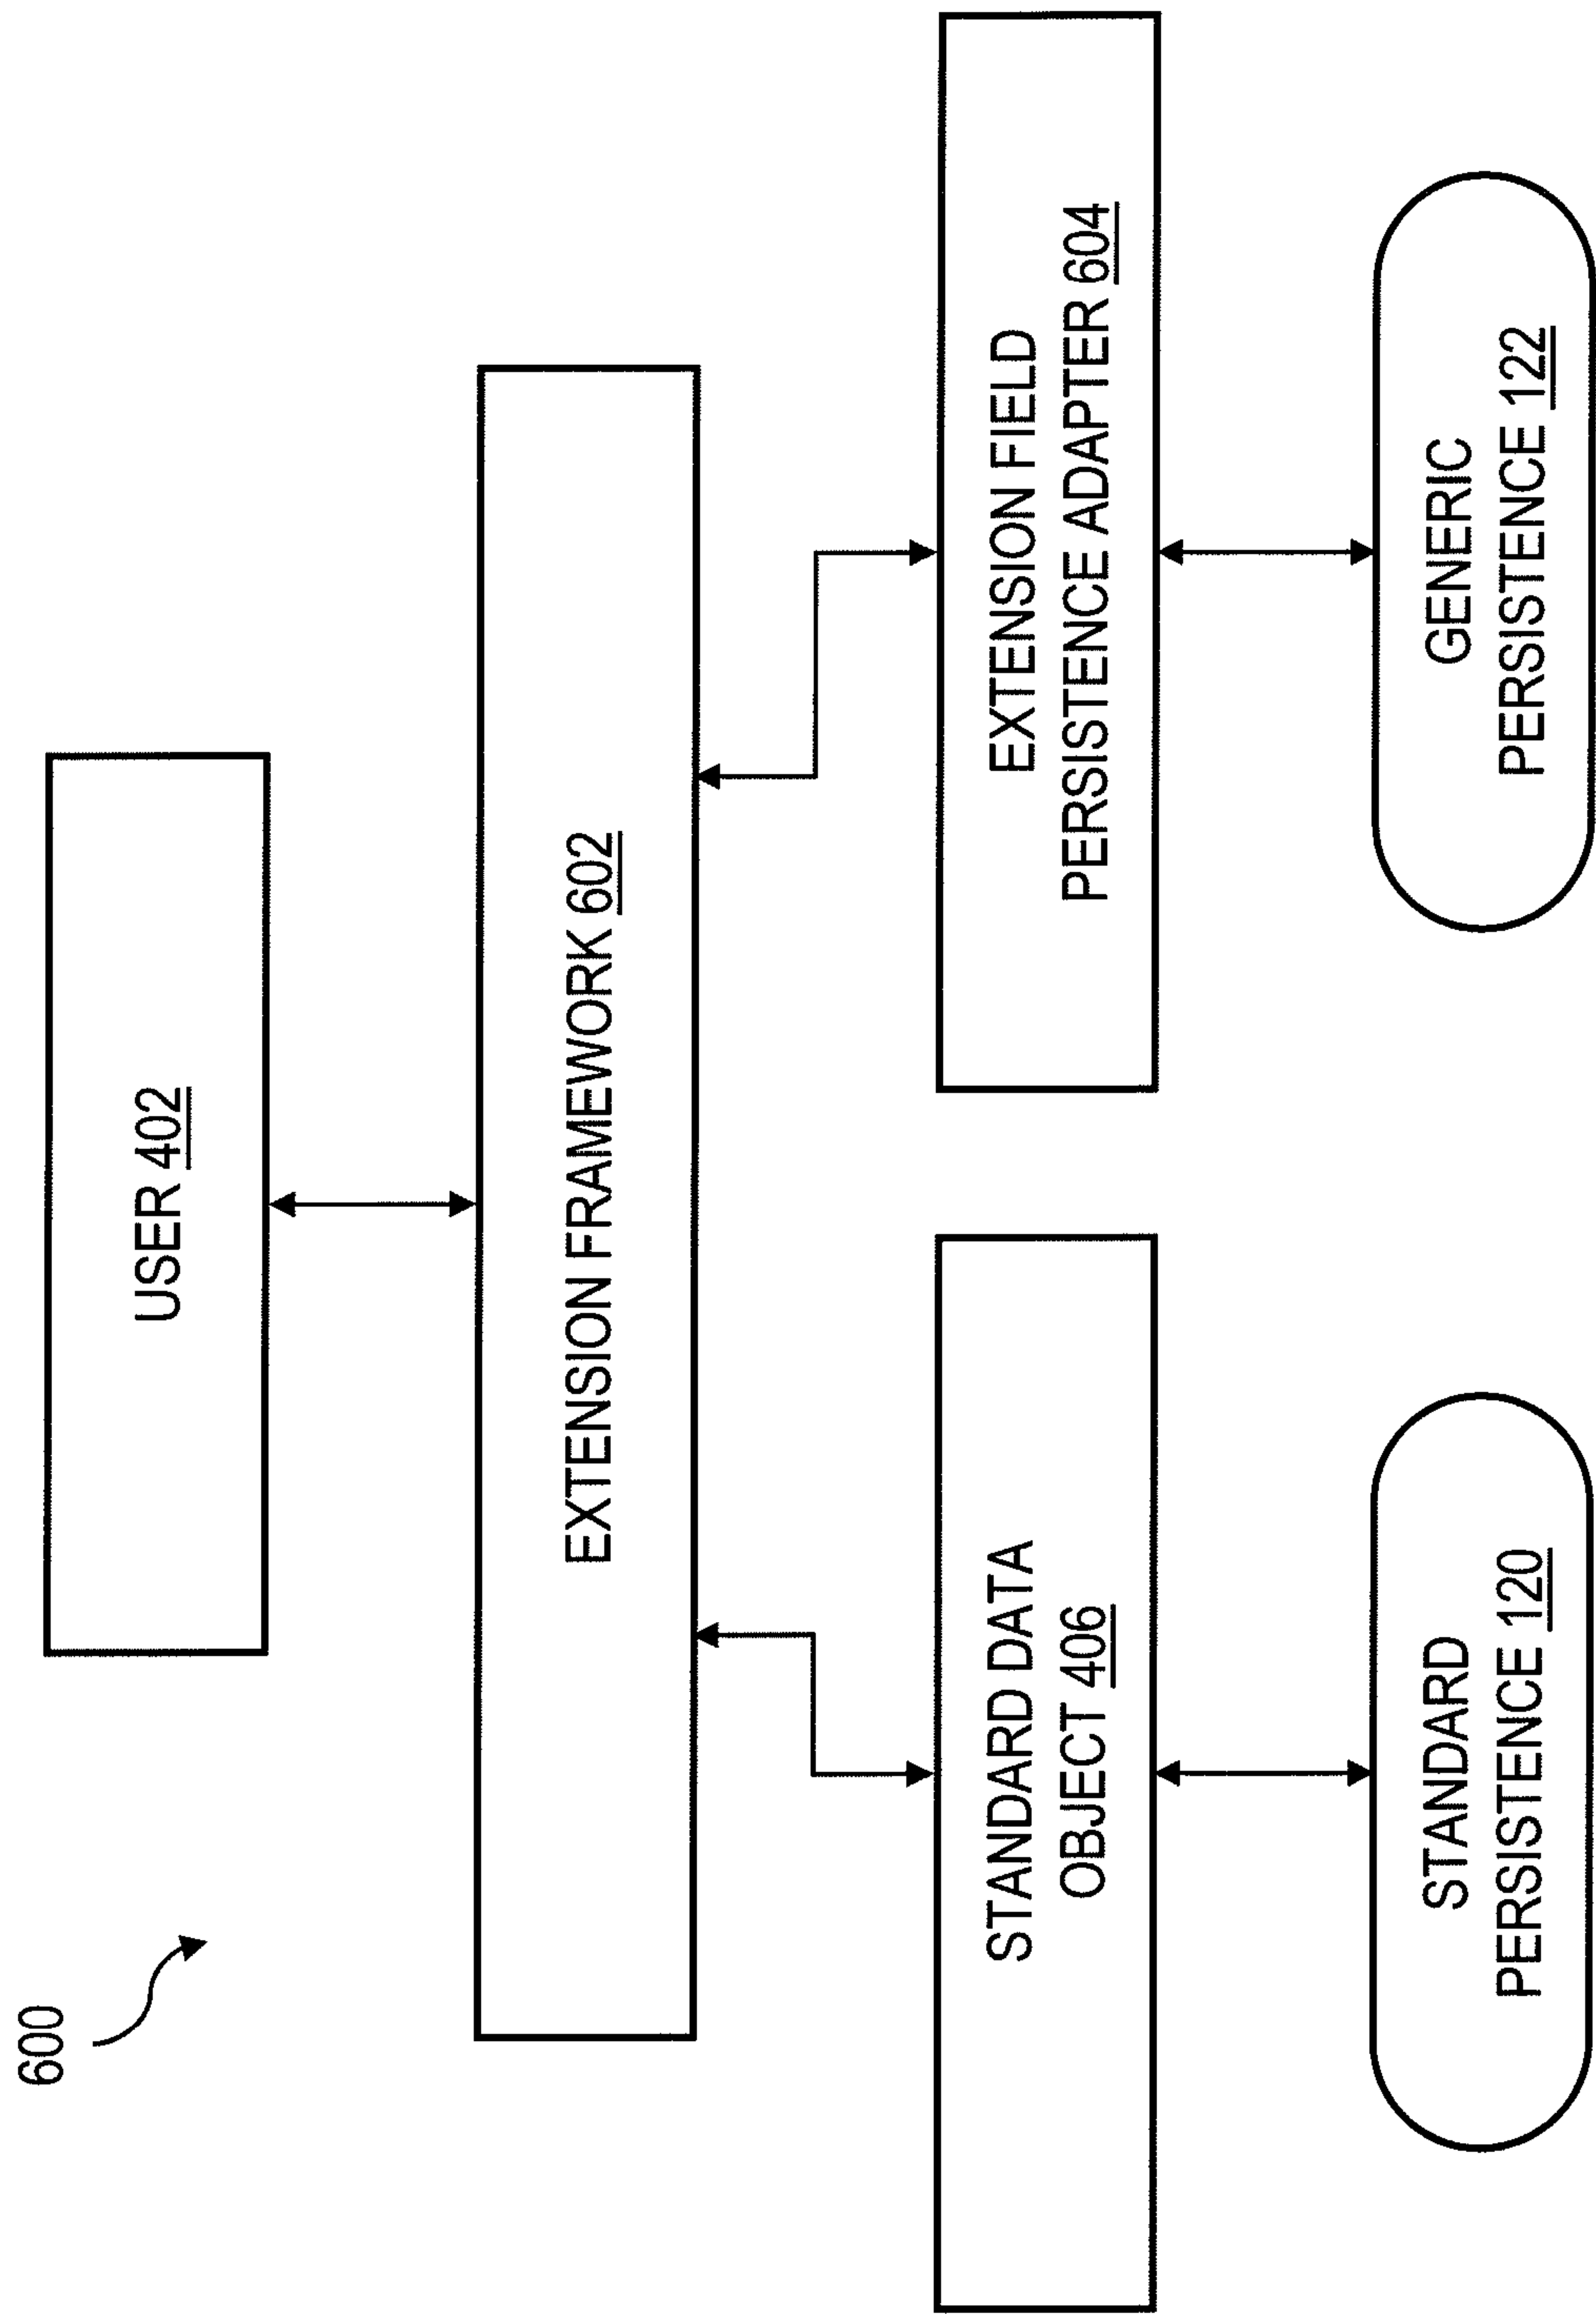 600
USER 402
EXTENSION FRAMEWORK 602
STANDARD DATA
OBJECT 406
EXTENSION FIELD
PERSISTENCE ADAPTER 604
STANDARD
PERSISTENCE 120
GENERIC
PERSISTENCE 122